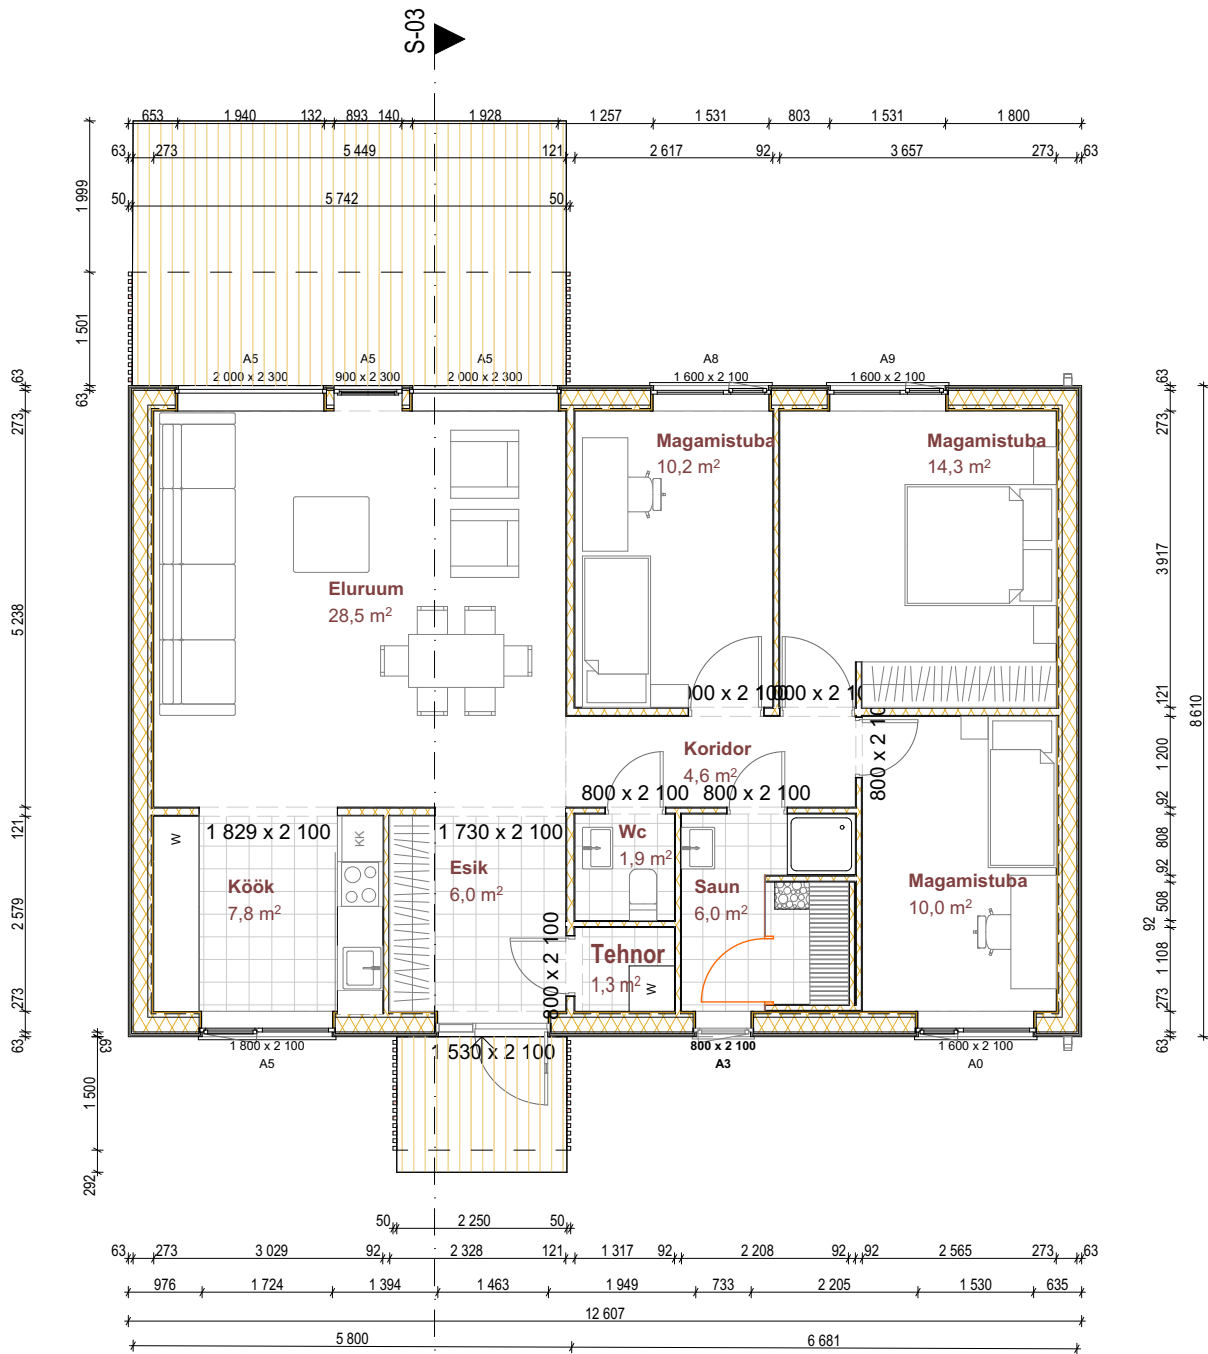 S-03
653 1 940 132 893 140 1 928 1 257 1 531 803 1 531 1 800
63 273 5 449 121 2 617 92 3 657 273 63
50 5 742 50
1 999
1 501
63
A5 A5 A5 A8 A9
2 000 x 2 300 900 x 2 300 2 000 x 2 300 1 600 x 2 100 1 600 x 2 100
63
273
5 238
121
2 579
273
63
63
273
3 917
121
1 200
92
808
92
508
92
1 108
273
63
8 610
Magamistuba
10,2 m²
Magamistuba
14,3 m²
Eluruum
28,5 m²
00 x 2 100
00 x 2 10
800 x 2 10
Koridor
4,6 m²
800 x 2 100 800 x 2 100
1 829 x 2 100
1 730 x 2 100
W
KK
Köök
7,8 m²
Esik
6,0 m²
Wc
1,9 m²
Saun
6,0 m²
Magamistuba
10,0 m²
Tehnor
1,3 m²
W
800 x 2 100
1 800 x 2 100
A5
1 530 x 2 100
800 x 2 100
A3
1 600 x 2 100
A0
63
1 500
292
50 2 250 50
63 273 3 029 92 2 328 121 1 317 92 2 208 92 92 2 565 273 63
976 1 724 1 394 1 463 1 949 733 2 205 1 530 635
12 607
5 800 6 681